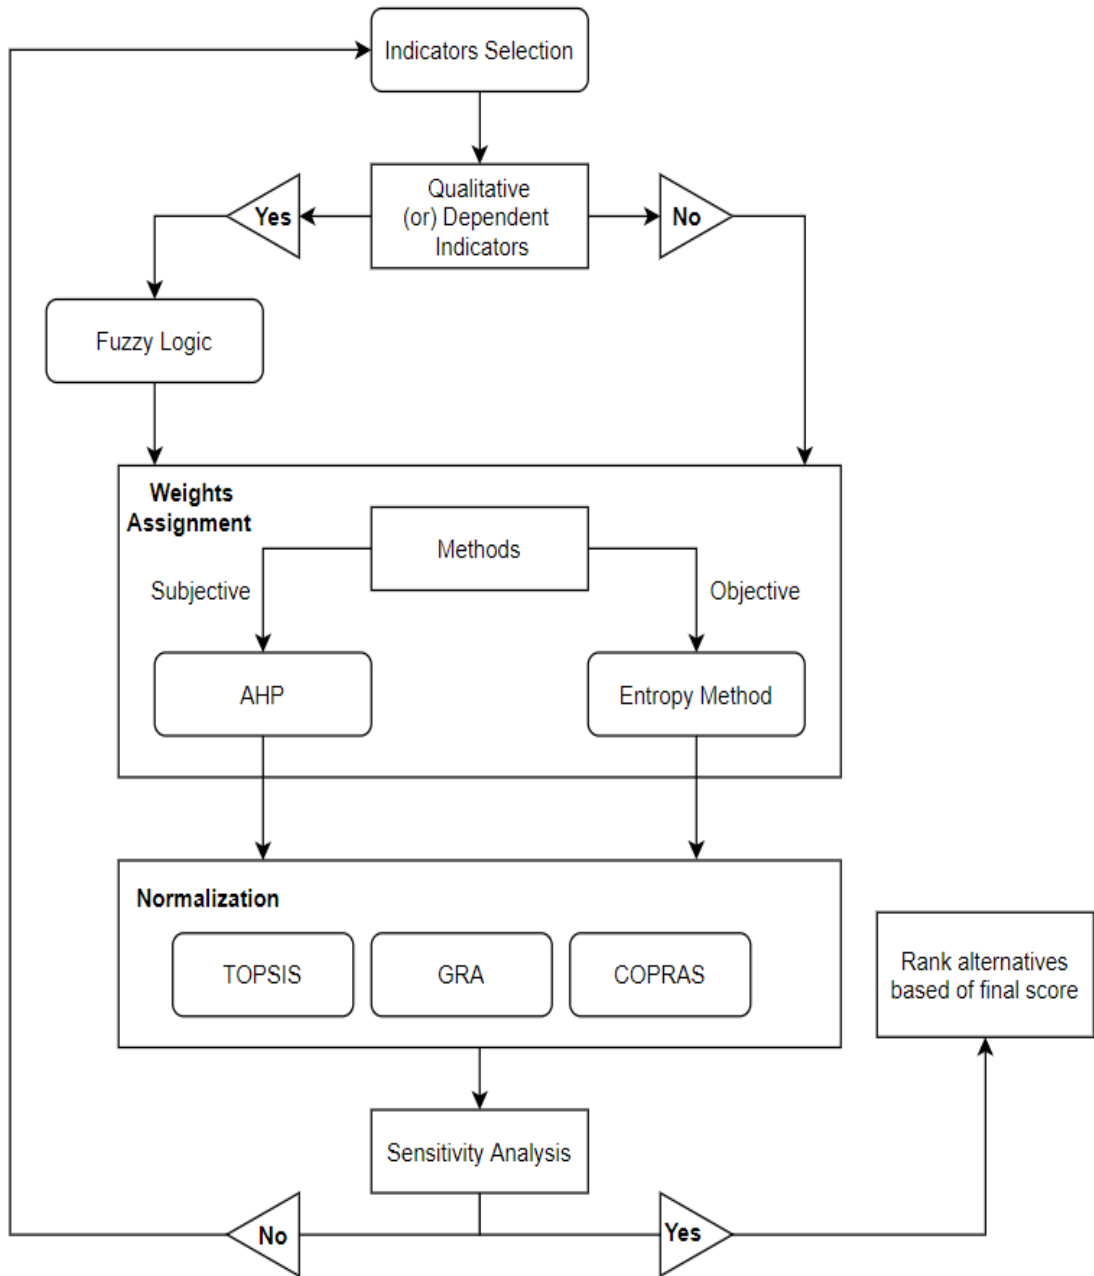 Indicators Selection
Qualitative
(or) Dependent
Indicators
Yes
No
Fuzzy Logic
Weights
Assignment
Methods
Subjective
Objective
AHP
Entropy Method
Normalization
TOPSIS
GRA
COPRAS
Rank alternatives
based of final score
Sensitivity Analysis
No
Yes